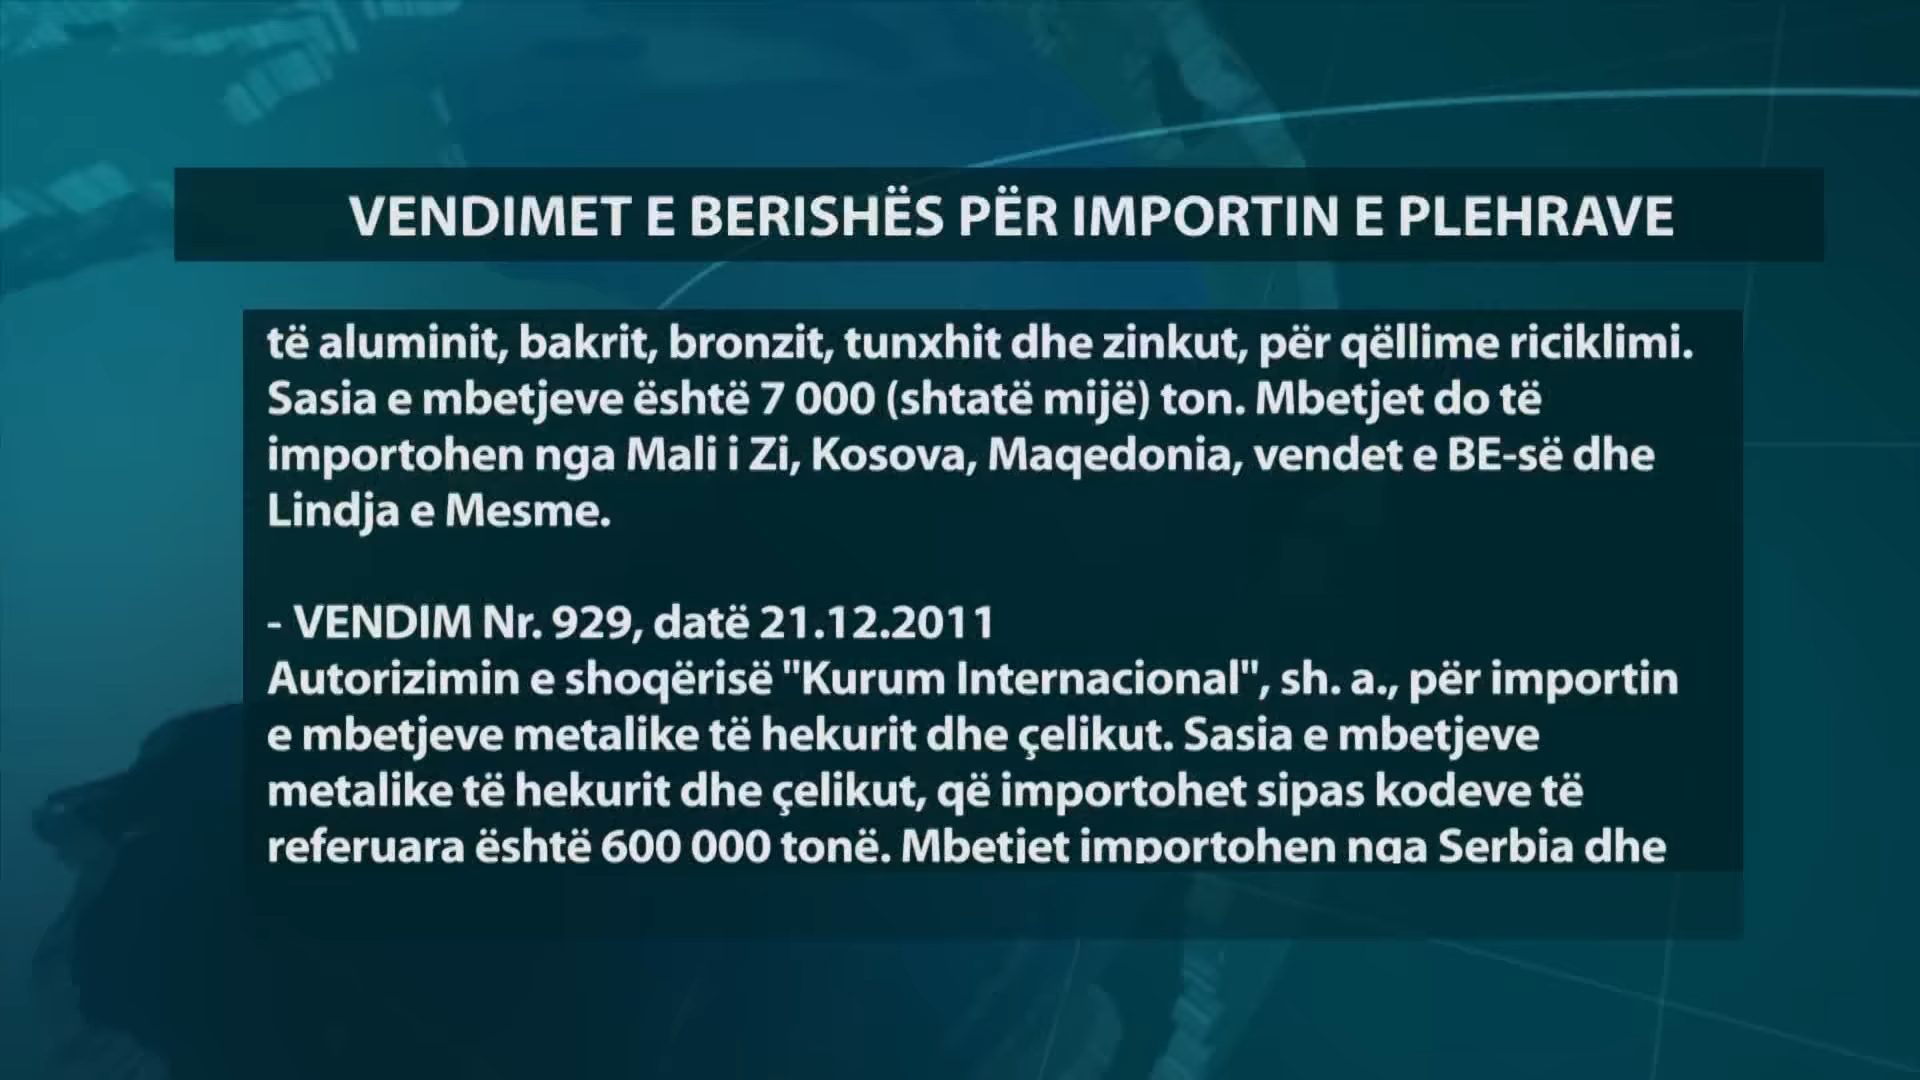 VENDIMET E BERISHËS PËR IMPORTIN E PLEHRAVE
të aluminit, bakrit, bronzit, tunxhit dhe zinkut, për qëllime riciklimi.
Sasia e mbetjeve është 7 000 (shtatë mijë) ton. Mbetjet do të
importohen nga Mali i Zi, Kosova, Maqedonia, vendet e BE-së dhe
Lindja e Mesme.
- VENDIM Nr. 929, datë 21.12.2011
Autorizimin e shoqërisë "Kurum Internacional", sh. a., për importin
e mbetjeve metalike të hekurit dhe çelikut. Sasia e mbetjeve
metalike të hekurit dhe çelikut, që importohet sipas kodeve të
referuara është 600 000 tonë. Mbetjet importohen nga Serbia dhe